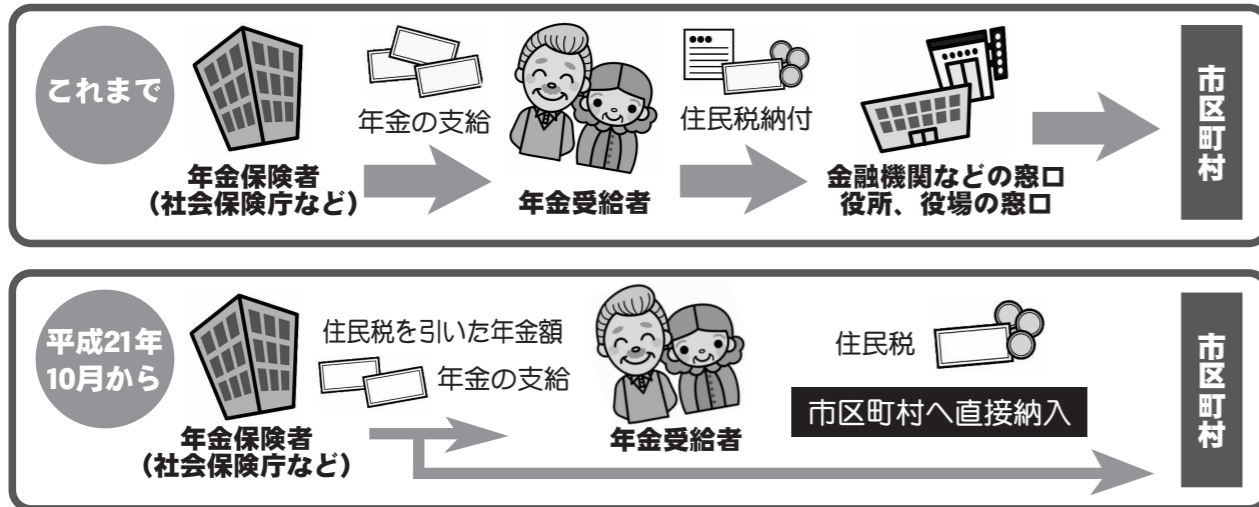 これまで
年金の支給
住民税納付
年金保険者
(社会保険庁など)
年金受給者
金融機関などの窓口
役所、役場の窓口
市区町村
平成21年
10月から
住民税を引いた年金額
年金の支給
年金保険者
(社会保険庁など)
年金受給者
住民税
市区町村へ直接納入
市区町村